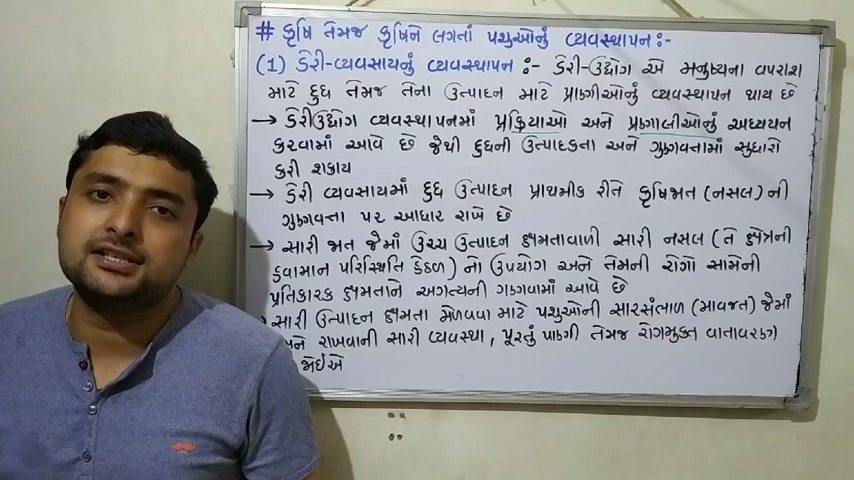 # કૃષિ તેમજ કૃષિને લગતાં પશુઓનું વ્યવસ્થાપન :-
(1) ડેરી-વ્યવસાયનું વ્યવસ્થાપન :- ડેરી-ઉદ્યોગ એ મનુષ્યના વપરાશ
માટે દુધ તેમજ તેના ઉત્પાદન માટે પ્રાણીઓનું વ્યવસ્થાપન થાય છે
→ ડેરીઉદ્યોગ વ્યવસ્થાપનમાં પ્રક્રિયાઓ અને પ્રણાલીઓનું અધ્યયન
કરવામાં આવે છે જેથી દુધની ઉત્પાદકતા અને ગુણવત્તામાં સુધારો
કરી શકાય
→ ડેરી વ્યવસાયમાં દુધ ઉત્પાદન પ્રાથમીક રીતે કૃષિજાત (નસલ) ની
ગુણવત્તા પર આધાર રાખે છે
→ સારી જાત જેમાં ઉચ્ચ ઉત્પાદન ક્ષમતાવાળી સારી નસલ (તે ક્ષેત્રની
હવામાન પરિસ્થિતિ હેઠળ) નો ઉપયોગ અને તેમની રોગો સામેની
પ્રતિકારક ક્ષમતાને અગત્યની ગણવામાં આવે છે
સારી ઉત્પાદન ક્ષમતા મેળવવા માટે પશુઓની સારસંભાળ (માવજત) જેમાં
રાખવાની સારી વ્યવસ્થા, પૂરતું પાણી તેમજ રોગમુક્ત વાતાવરણ
જોઈએ